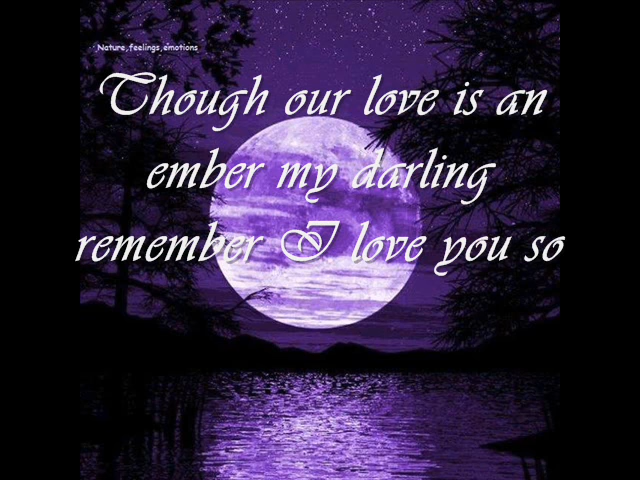 Nature,feelings,emotions
Though our love is an
ember my darling
remember I love you so